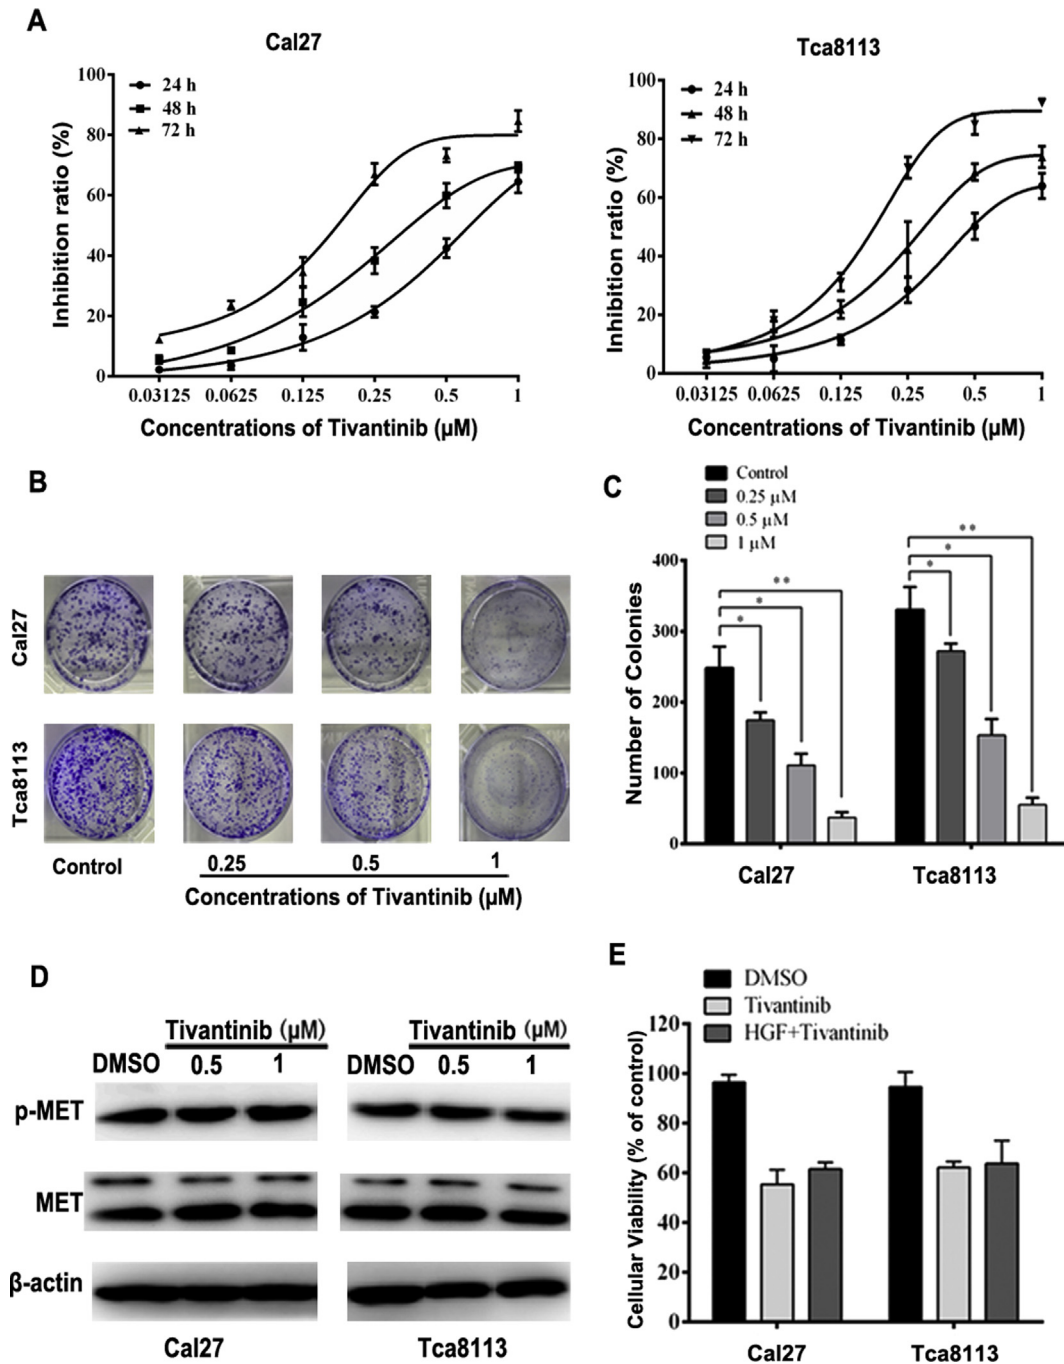 A
Cal27
Inhibition ratio (%)
100
80
60
40
20
0
24 h
48 h
72 h
0.03125 0.0625 0.125 0.25 0.5 1
Concentrations of Tivantinib (µM)
Tca8113
Inhibition ratio (%)
100
80
60
40
20
0
24 h
48 h
72 h
0.03125 0.0625 0.125 0.25 0.5 1
Concentrations of Tivantinib (µM)
B
Cal27
Tca8113
Control 0.25 0.5 1
Concentrations of Tivantinib (µM)
C
Control
0.25 µM
0.5 µM
1 µM
Number of Colonies
400
300
200
100
0
* * **
* * **
Cal27 Tca8113
D
Tivantinib (µM) Tivantinib (µM)
DMSO 0.5 1 DMSO 0.5 1
p-MET
MET
β-actin
Cal27 Tca8113
E
DMSO
Tivantinib
HGF+Tivantinib
Cellular Viability (% of control)
120
100
80
60
40
20
0
Cal27 Tca8113